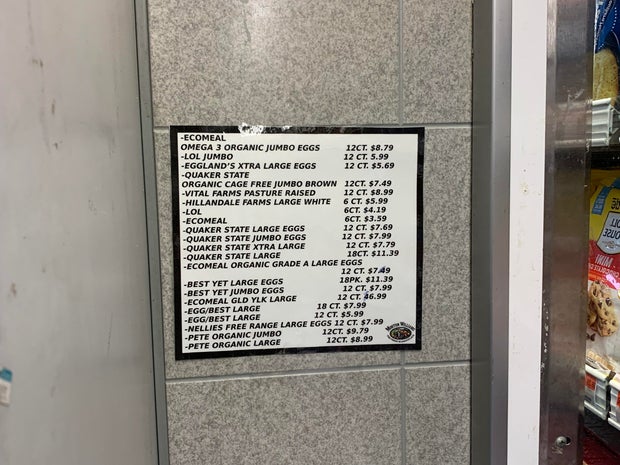 -ECOMEAL
OMEGA 3 ORGANIC JUMBO EGGS 12CT. $8.79
-LOL JUMBO 12 CT. 5.99
-EGGLAND'S XTRA LARGE EGGS 12 CT. $5.69
-QUAKER STATE
ORGANIC CAGE FREE JUMBO BROWN 12CT. $7.49
-VITAL FARMS PASTURE RAISED 12 CT. $8.99
-HILLANDALE FARMS LARGE WHITE 6 CT. $5.99
-LOL 6CT. $4.19
-ECOMEAL 6CT. $3.59
-QUAKER STATE LARGE EGGS 12 CT. $7.69
-QUAKER STATE JUMBO EGGS 12 CT. $7.99
-QUAKER STATE XTRA LARGE 12 CT. $7.79
-QUAKER STATE LARGE 18CT. $11.39
-ECOMEAL ORGANIC GRADE A LARGE EGGS
12 CT. $7.49
-BEST YET LARGE EGGS 18PK. $11.39
-BEST YET JUMBO EGGS 12 CT. $7.99
-ECOMEAL GLD YLK LARGE 12 CT. $6.99
-EGG/BEST LARGE 18 CT. $7.99
-EGG/BEST LARGE 12 CT. $5.99
-NELLIES FREE RANGE LARGE EGGS 12 CT. $7.99
-PETE ORGANIC JUMBO 12CT. $9.79
-PETE ORGANIC LARGE 12CT. $8.99
MINI